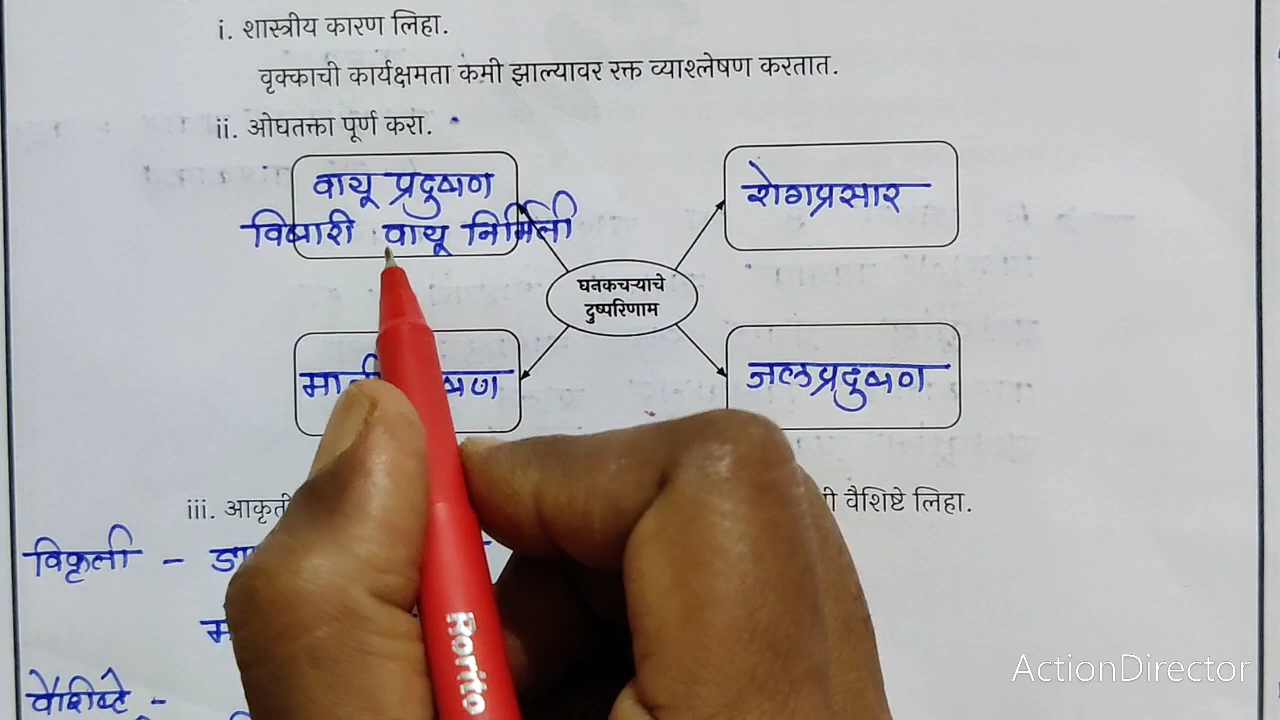 i. शास्त्रीय कारण लिहा.
वृक्काची कार्यक्षमता कमी झाल्यावर रक्त व्याश्लेषण करतात.
ii. ओघतक्ता पूर्ण करा.
वायू प्रदुषण
विषारी वायू निर्मिती
रोगप्रसार
घनकचऱ्याचे
दुष्परिणाम
जलप्रदुषण
iii. आकृती
वैशिष्टे लिहा.
विकृती -
वैशिष्टे -
Rorito
ActionDirector